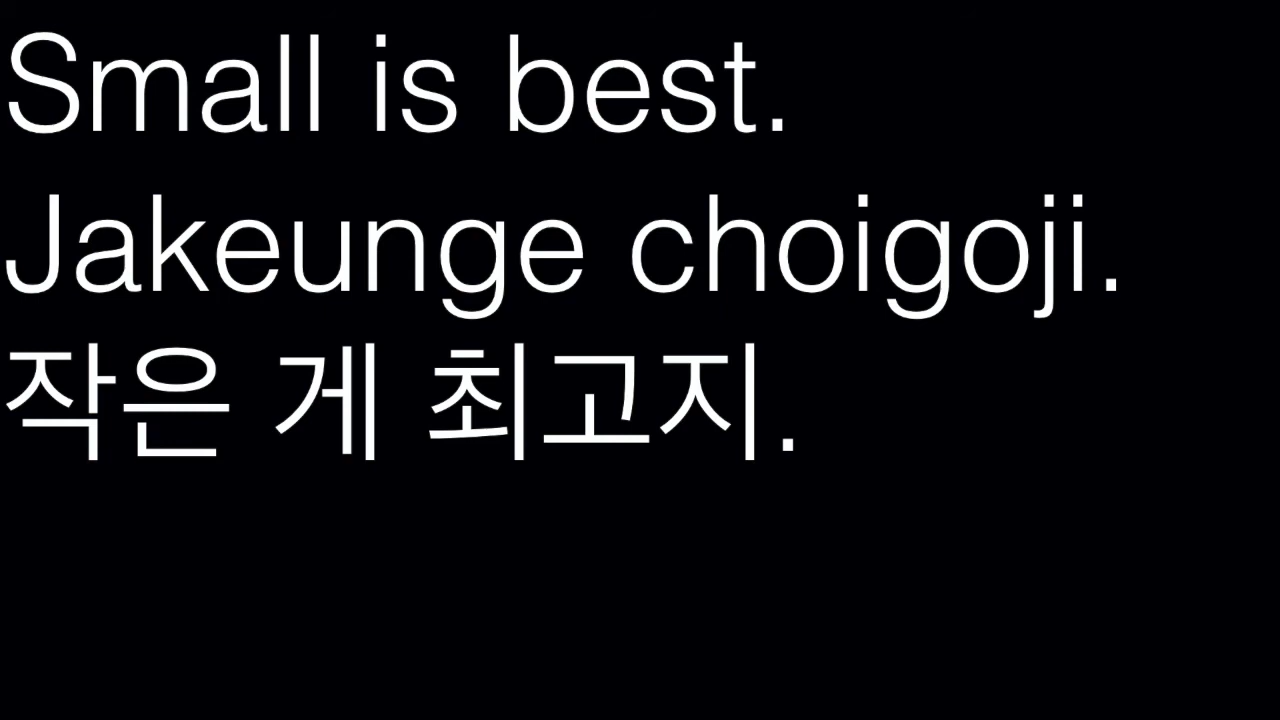 Small is best.
Jakeunge choigoji.
작은 게 최고지.